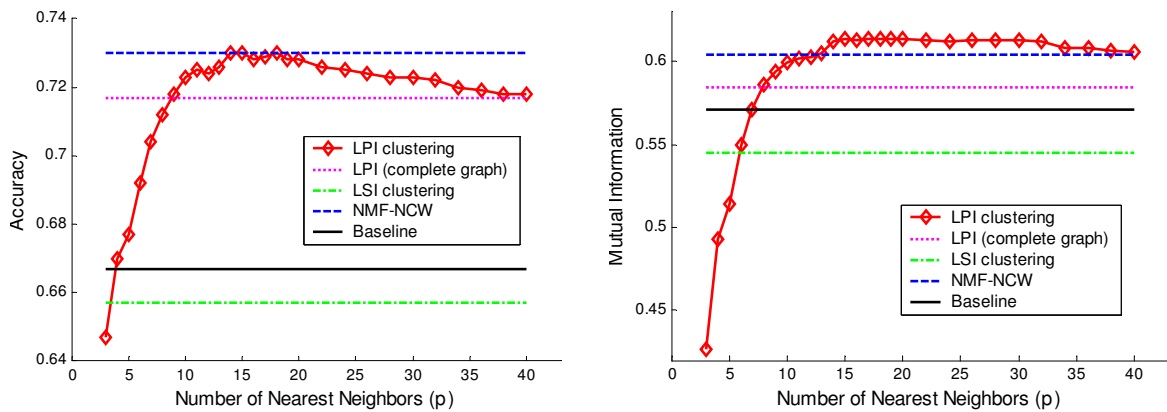 0.74
0.72
0.7
0.68
0.66
0.64
Accuracy
LPI clustering
LPI (complete graph)
LSI clustering
NMF-NCW
Baseline
0 5 10 15 20 25 30 35 40
Number of Nearest Neighbors (p)
0.6
0.55
0.5
0.45
Mutual Information
LPI clustering
LPI (complete graph)
LSI clustering
NMF-NCW
Baseline
0 5 10 15 20 25 30 35 40
Number of Nearest Neighbors (p)